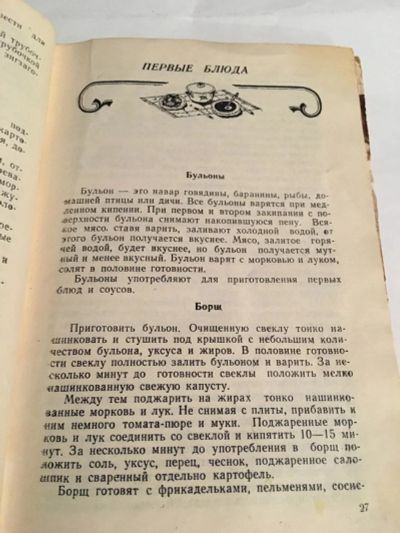 вести для
й трубоч-
трубочкой
ПЕРВЫЕ БЛЮДА
Бульоны
Бульон — это навар говядины, баранины, рыбы, до-
машней птицы или дичи. Все бульоны варятся при мед-
ленном кипении. При первом и втором закипании с по-
верхности бульона снимают накопившуюся пену. Вся-
кое мясо, ставя варить, заливают холодной водой, от
этого бульон получается вкуснее. Мясо, залитое горя-
чей водой, будет вкуснее, но бульон получается мут-
ный и менее вкусный. Бульон варят с морковью и луком,
солят в половине готовности.
Бульоны употребляют для приготовления первых
блюд и соусов.
Борщ
Приготовить бульон. Очищенную свеклу тонко на-
шинковать и стушить под крышкой с небольшим коли-
чеством бульона, уксуса и жиров. В половине готовно-
сти свеклу полностью залить бульоном и варить. За не-
сколько минут до готовности свеклы положить мелко
нашинкованную свежую капусту.
Между тем поджарить на жирах тонко нашинко-
ванные морковь и лук. Не снимая с плиты, прибавить к
ним немного томата-пюре и муки. Поджаренные мор-
ковь и лук соединить со свеклой и кипятить 10—15 ми-
нут. За несколько минут до употребления в борщ по-
ложить соль, уксус, перец, чеснок, поджаренное сало-
шпик и сваренный отдельно картофель.
Борщ готовят с фрикадельками, пельменями, сосис-
27